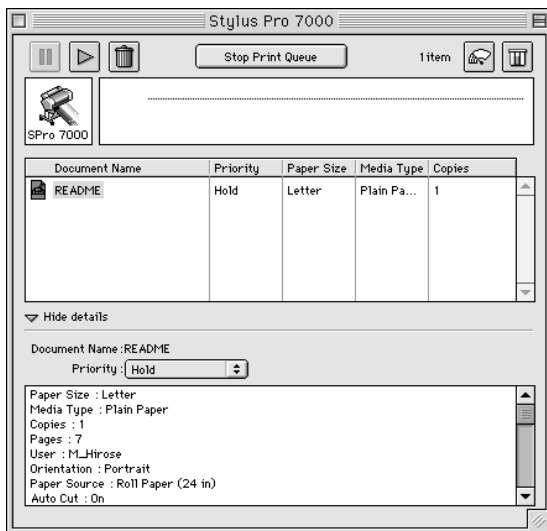 Stylus Pro 7000
Stop Print Queue
1 item
SPro 7000
Document Name Priority Paper Size Media Type Copies
README Hold Letter Plain Pa... 1
Hide details
Document Name :README
Priority : Hold
Paper Size : Letter
Media Type : Plain Paper
Copies : 1
Pages : 7
User : M_Hirose
Orientation : Portrait
Paper Source : Roll Paper (24 in)
Auto Cut : On